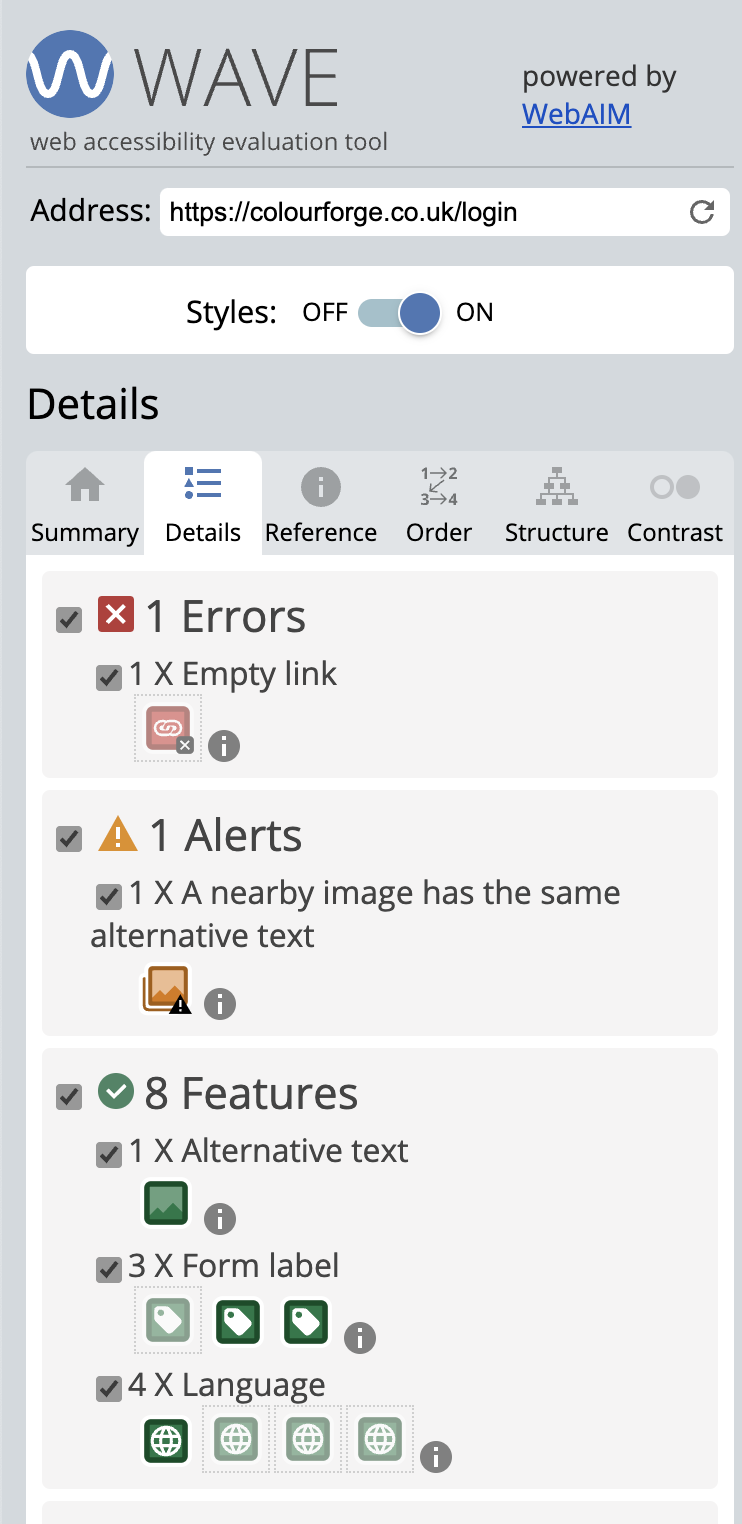 WAVE
web accessibility evaluation tool
powered by
WebAIM
Address: https://colourforge.co.uk/login
Styles: OFF ON
Details
Summary Details Reference Order Structure Contrast
1 2
3 4
1 Errors
1 X Empty link
1 Alerts
1 X A nearby image has the same
alternative text
8 Features
1 X Alternative text
3 X Form label
4 X Language